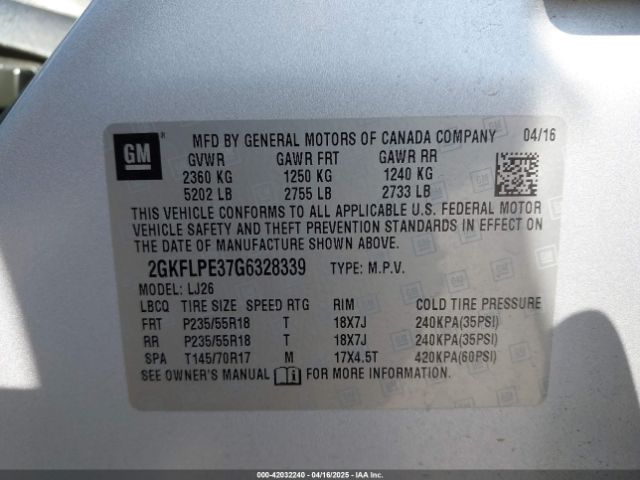 GM
MFD BY GENERAL MOTORS OF CANADA COMPANY 04/16
GVWR GAWR FRT GAWR RR
2360 KG 1250 KG 1240 KG
5202 LB 2755 LB 2733 LB
THIS VEHICLE CONFORMS TO ALL APPLICABLE U.S. FEDERAL MOTOR
VEHICLE SAFETY AND THEFT PREVENTION STANDARDS IN EFFECT ON
THE DATE OF MANUFACTURE SHOWN ABOVE.
2GKFLPE37G6328339 TYPE: M.P.V.
MODEL: LJ26
LBCQ TIRE SIZE SPEED RTG RIM COLD TIRE PRESSURE
FRT P235/55R18 T 18X7J 240KPA(35PSI)
RR P235/55R18 T 18X7J 240KPA(35PSI)
SPA T145/70R17 M 17X4.5T 420KPA(60PSI)
SEE OWNER'S MANUAL FOR MORE INFORMATION.
000-42032240 - 04/16/2025 - IAAI.COM